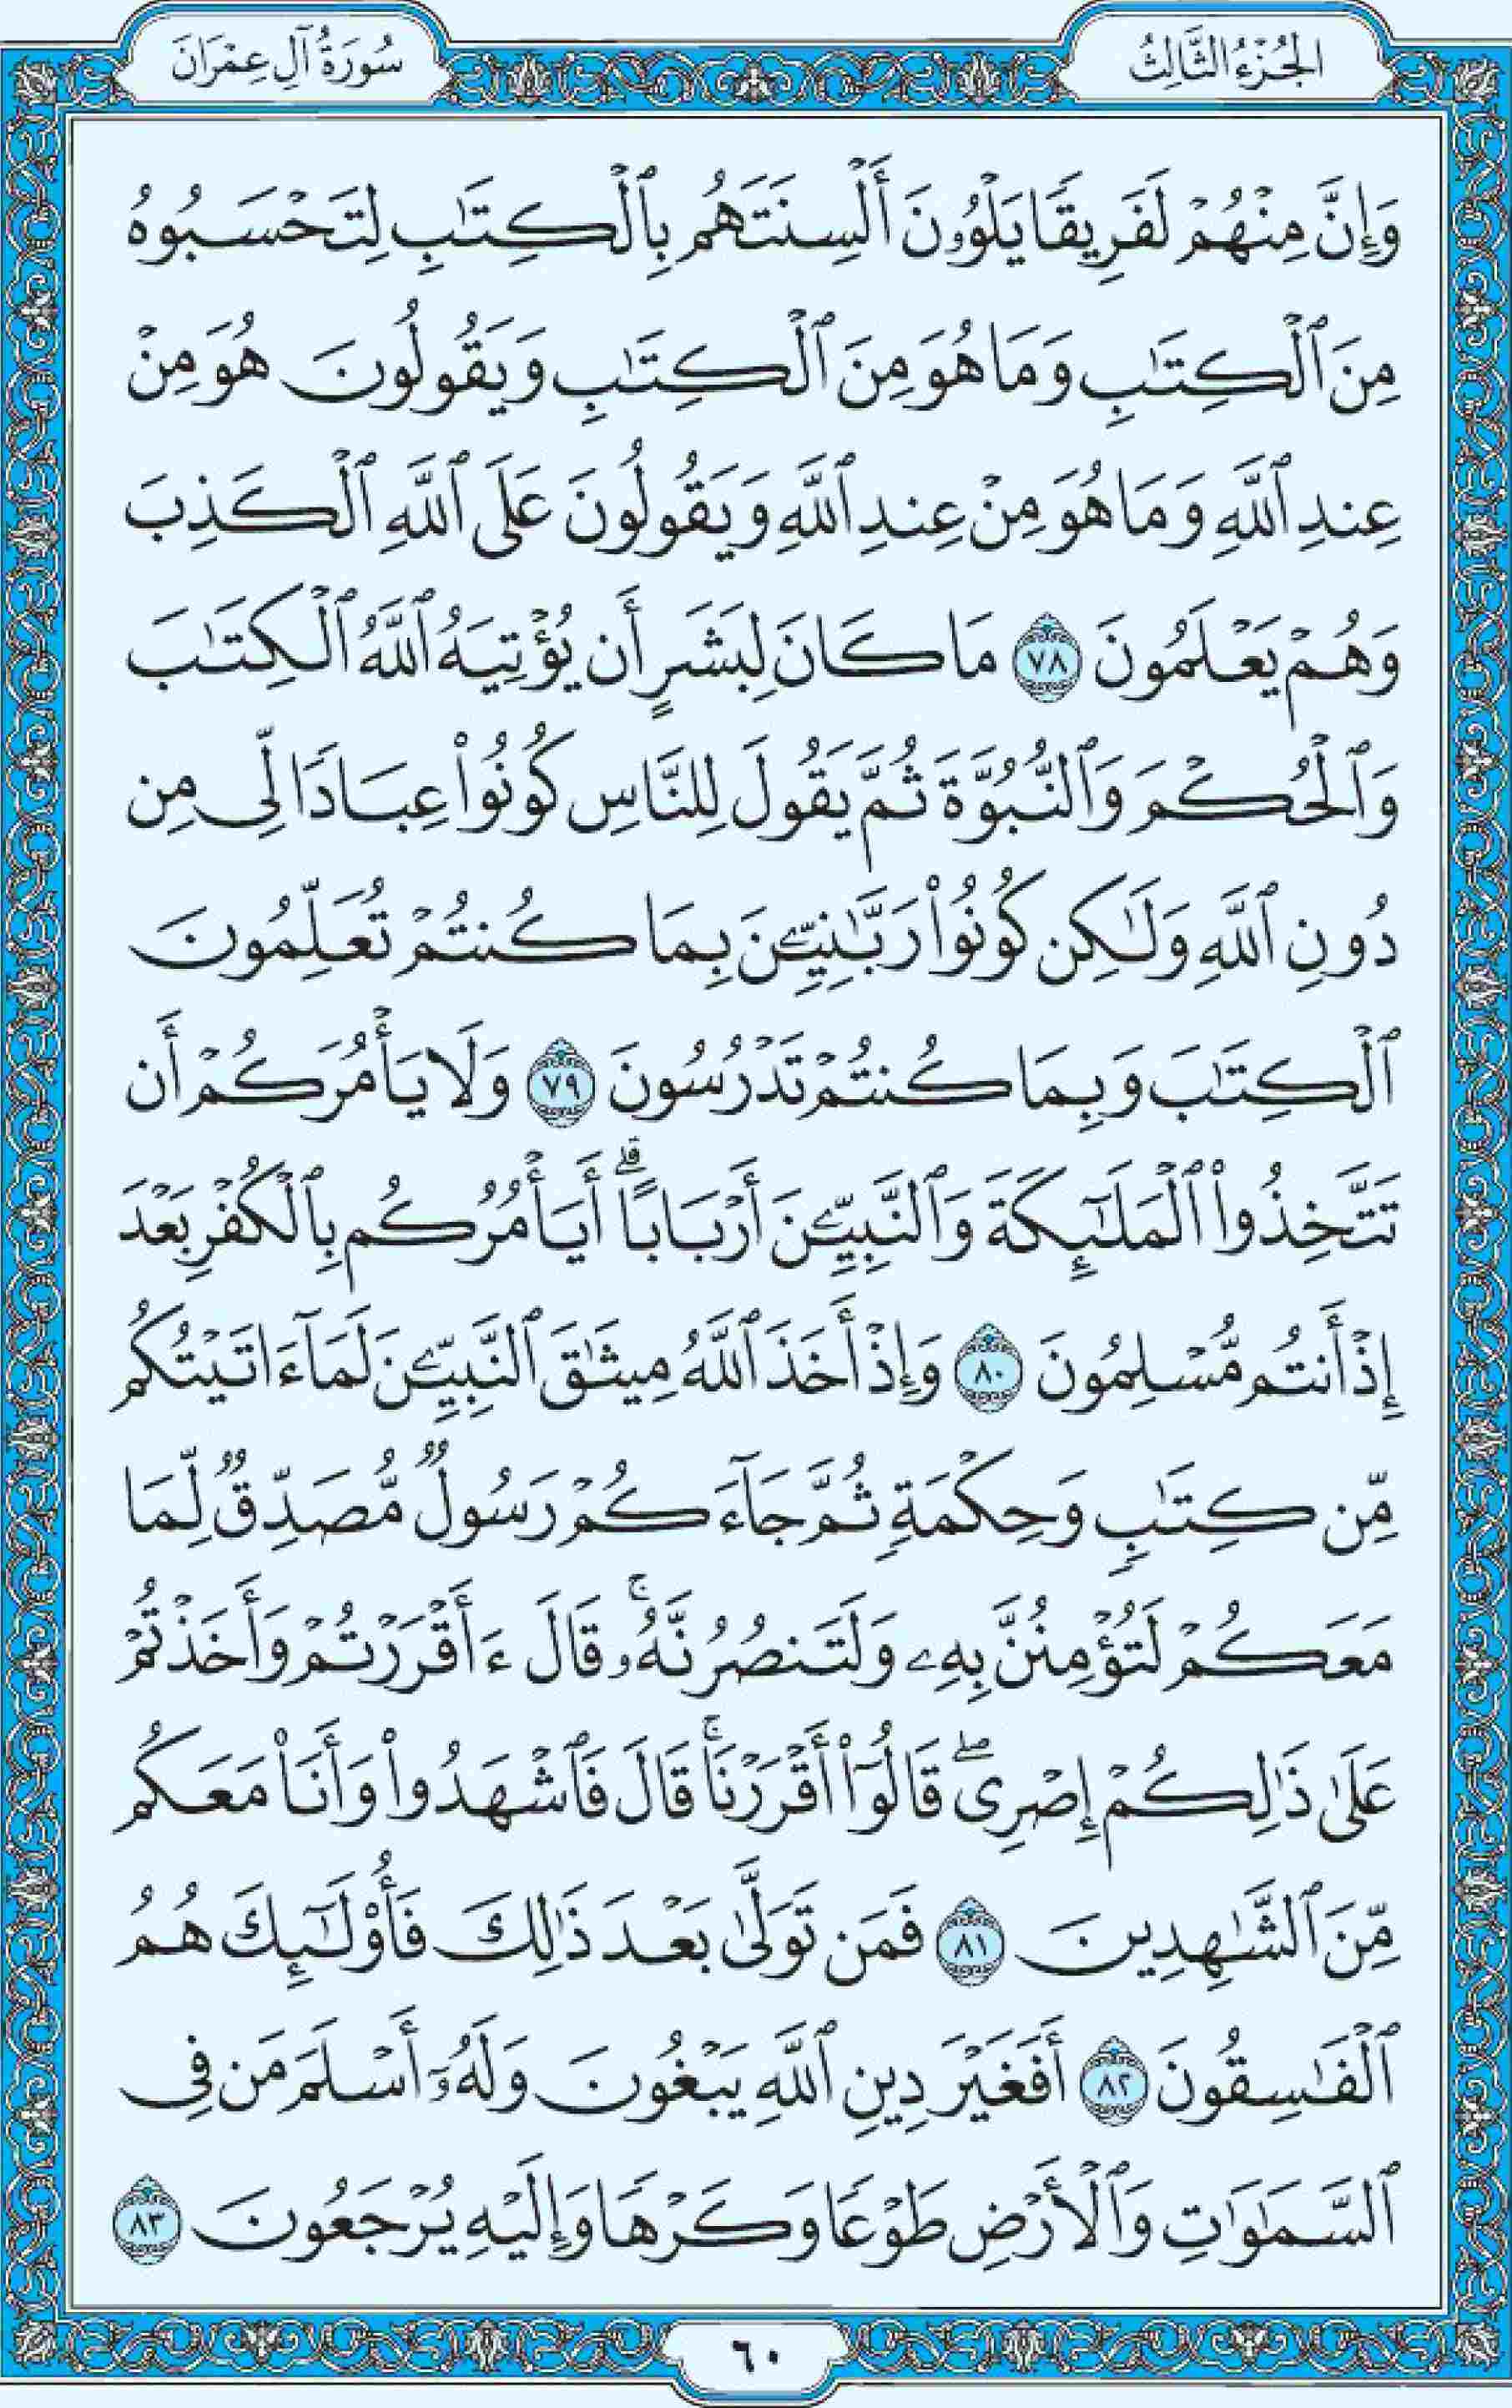 الجُزْءُ الثَّالِثُ
سُورَةُ آلِ عِمْرَانَ
وَإِنَّ مِنْهُمْ لَفَرِيقًا يَلْوُۥنَ أَلْسِنَتَهُم بِٱلْكِتَٰبِ لِتَحْسَبُوهُ
مِنَ ٱلْكِتَٰبِ وَمَا هُوَ مِنَ ٱلْكِتَٰبِ وَيَقُولُونَ هُوَ مِنْ
عِندِ ٱللَّهِ وَمَا هُوَ مِنْ عِندِ ٱللَّهِ وَيَقُولُونَ عَلَى ٱللَّهِ ٱلْكَذِبَ
وَهُمْ يَعْلَمُونَ ٧٨ مَا كَانَ لِبَشَرٍ أَن يُؤْتِيَهُ ٱللَّهُ ٱلْكِتَٰبَ
وَٱلْحُكْمَ وَٱلنُّبُوَّةَ ثُمَّ يَقُولَ لِلنَّاسِ كُونُوا۟ عِبَادًا لِّى مِن
دُونِ ٱللَّهِ وَلَٰكِن كُونُوا۟ رَبَّٰنِيِّۦنَ بِمَا كُنتُمْ تُعَلِّمُونَ
ٱلْكِتَٰبَ وَبِمَا كُنتُمْ تَدْرُسُونَ ٧٩ وَلَا يَأْمُرَكُمْ أَن
تَتَّخِذُوا۟ ٱلْمَلَٰٓئِكَةَ وَٱلنَّبِيِّۦنَ أَرْبَابًا ۗ أَيَأْمُرُكُم بِٱلْكُفْرِ بَعْدَ
إِذْ أَنتُم مُّسْلِمُونَ ٨٠ وَإِذْ أَخَذَ ٱللَّهُ مِيثَٰقَ ٱلنَّبِيِّۦنَ لَمَآ ءَاتَيْتُكُم
مِّن كِتَٰبٍ وَحِكْمَةٍ ثُمَّ جَآءَكُمْ رَسُولٌ مُّصَدِّقٌ لِّمَا
مَعَكُمْ لَتُؤْمِنُنَّ بِهِۦ وَلَتَنصُرُنَّهُۥ ۚ قَالَ ءَأَقْرَرْتُمْ وَأَخَذْتُمْ
عَلَىٰ ذَٰلِكُمْ إِصْرِى ۖ قَالُوٓا۟ أَقْرَرْنَا ۚ قَالَ فَٱشْهَدُوا۟ وَأَنَا۠ مَعَكُم
مِّنَ ٱلشَّٰهِدِينَ ٨١ فَمَن تَوَلَّىٰ بَعْدَ ذَٰلِكَ فَأُو۟لَٰٓئِكَ هُمُ
ٱلْفَٰسِقُونَ ٨٢ أَفَغَيْرَ دِينِ ٱللَّهِ يَبْغُونَ وَلَهُۥٓ أَسْلَمَ مَن فِى
ٱلسَّمَٰوَٰتِ وَٱلْأَرْضِ طَوْعًا وَكَرْهًا وَإِلَيْهِ يُرْجَعُونَ ٨٣
٦٠